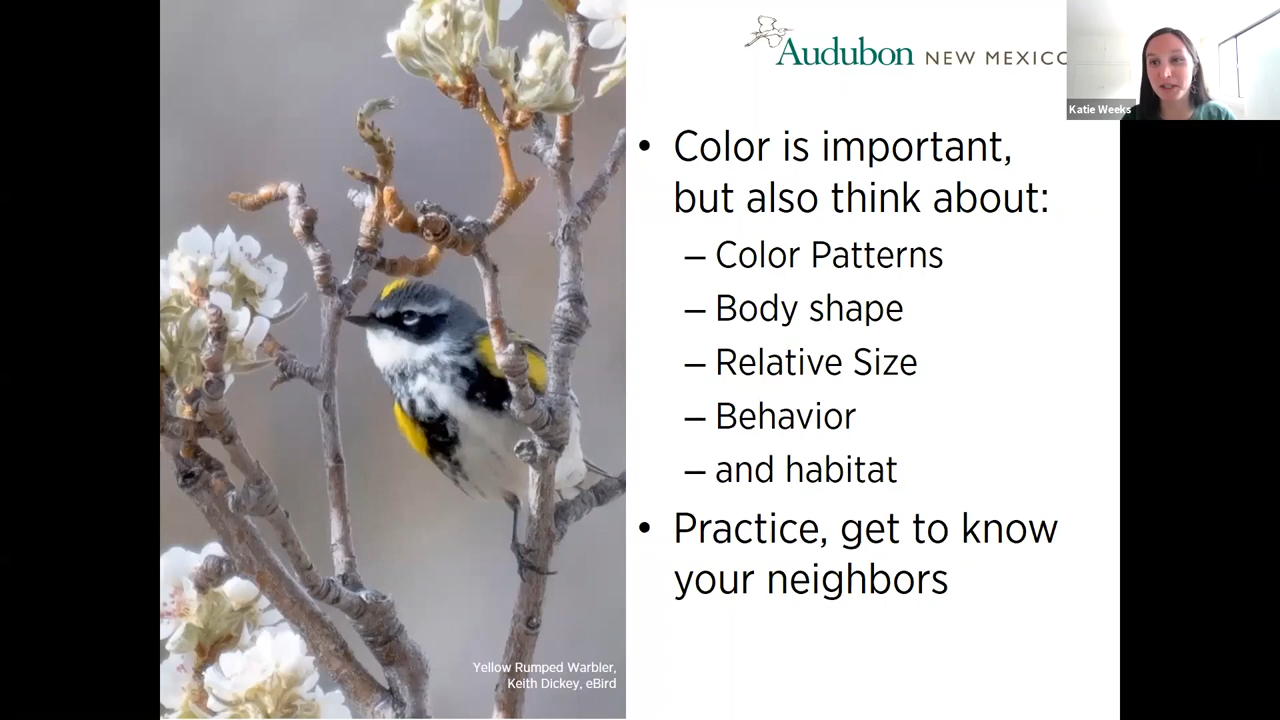 Audubon NEW MEXICO
Katie Weeks
• Color is important,
but also think about:
– Color Patterns
– Body shape
– Relative Size
– Behavior
– and habitat
• Practice, get to know
your neighbors
Yellow Rumped Warbler,
Keith Dickey, eBird